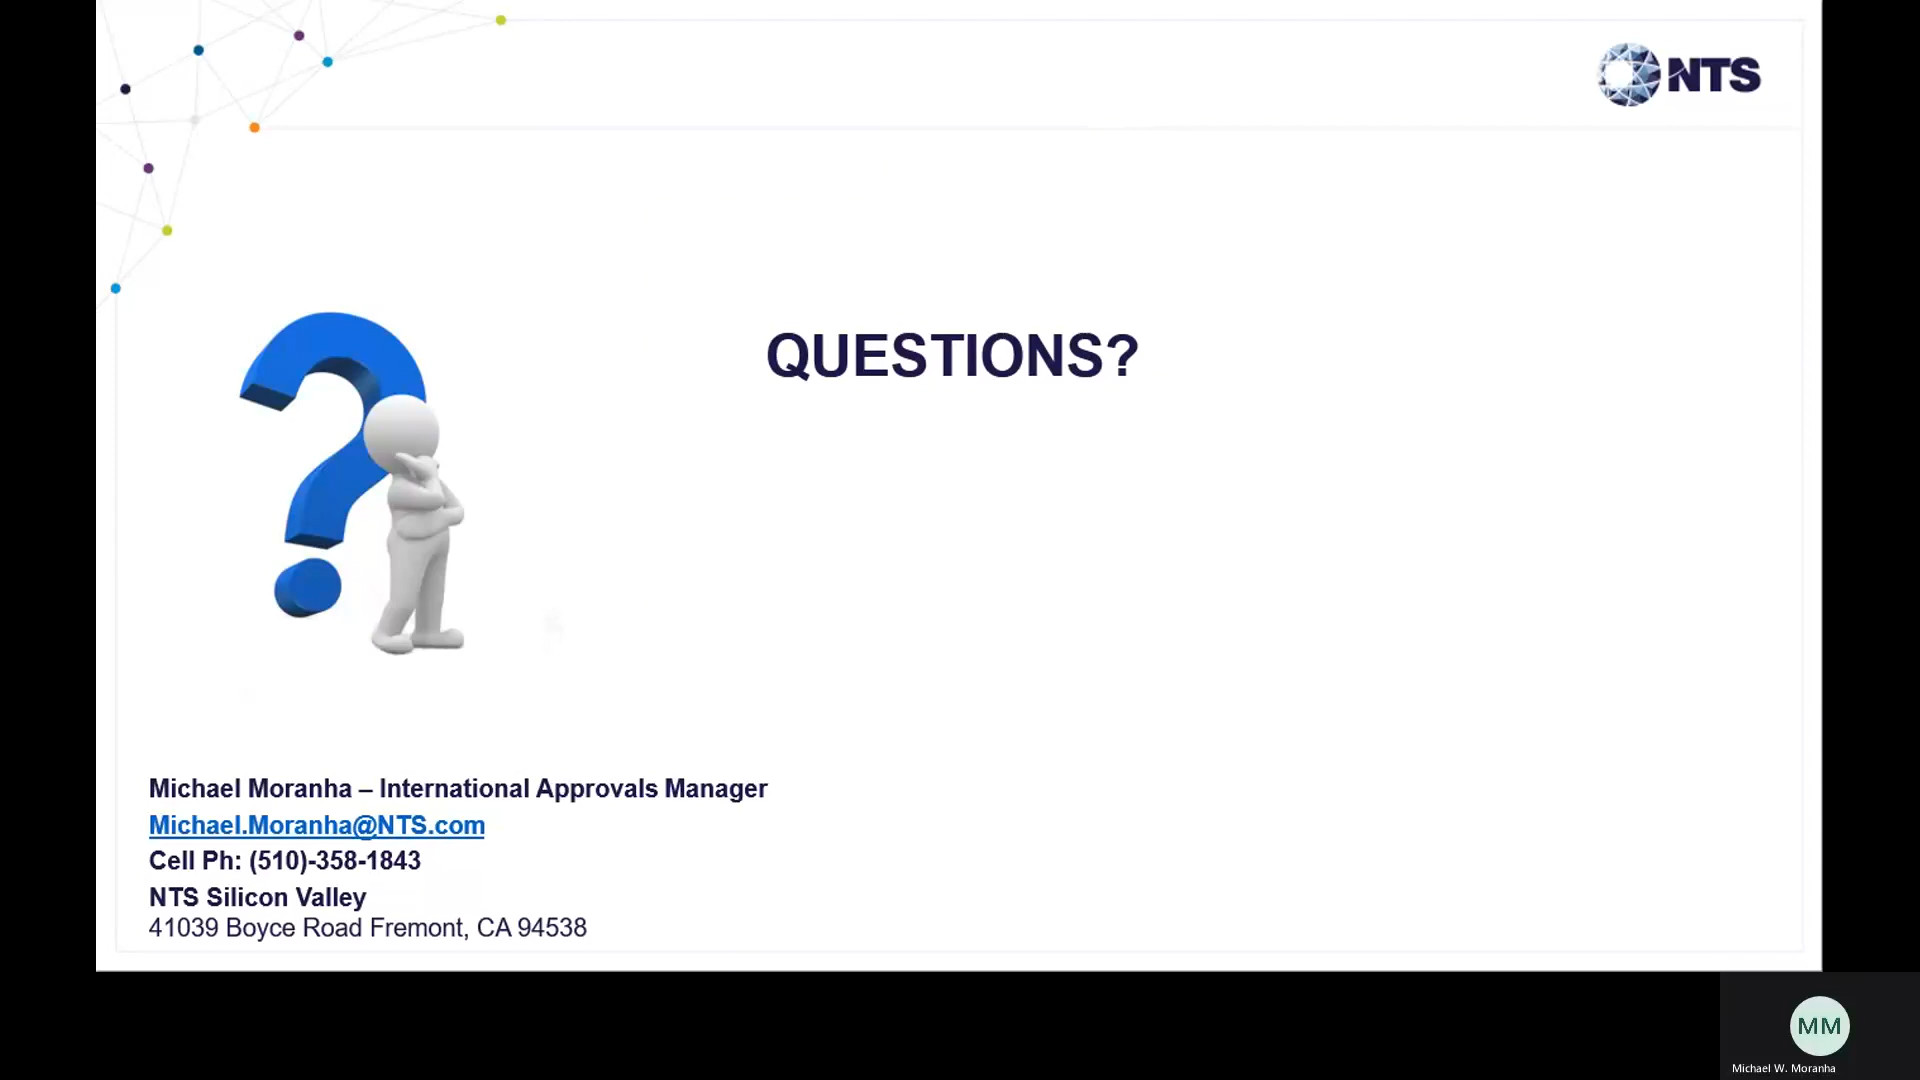 NTS
QUESTIONS?
Michael Moranha – International Approvals Manager
Michael.Moranha@NTS.com
Cell Ph: (510)-358-1843
NTS Silicon Valley
41039 Boyce Road Fremont, CA 94538
MM
Michael W. Moranha